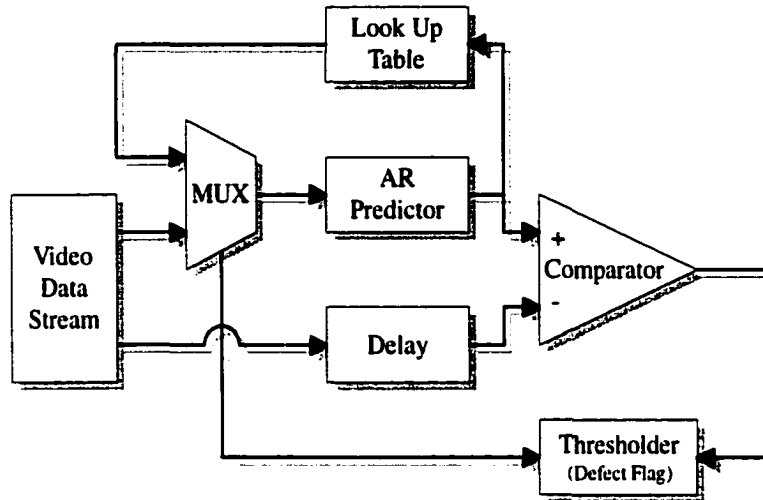 Look Up
Table
MUX
AR
Predictor
Video
Data
Stream
+
Comparator
-
Delay
Thresholder
(Defect Flag)